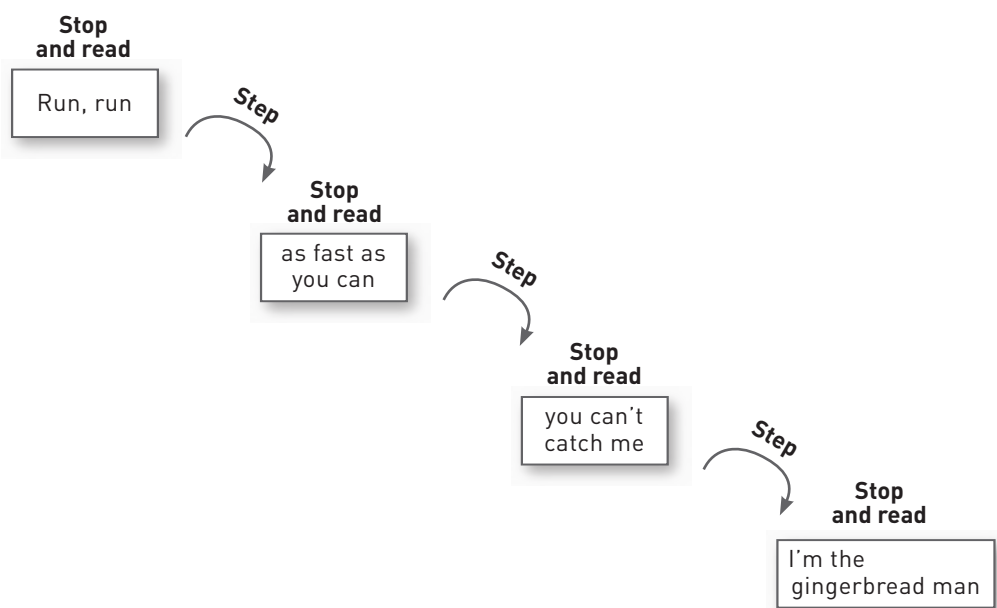 Stop
and read
Run, run
Step
Stop
and read
as fast as
you can
Step
Stop
and read
you can’t
catch me
Step
Stop
and read
I’m the
gingerbread man